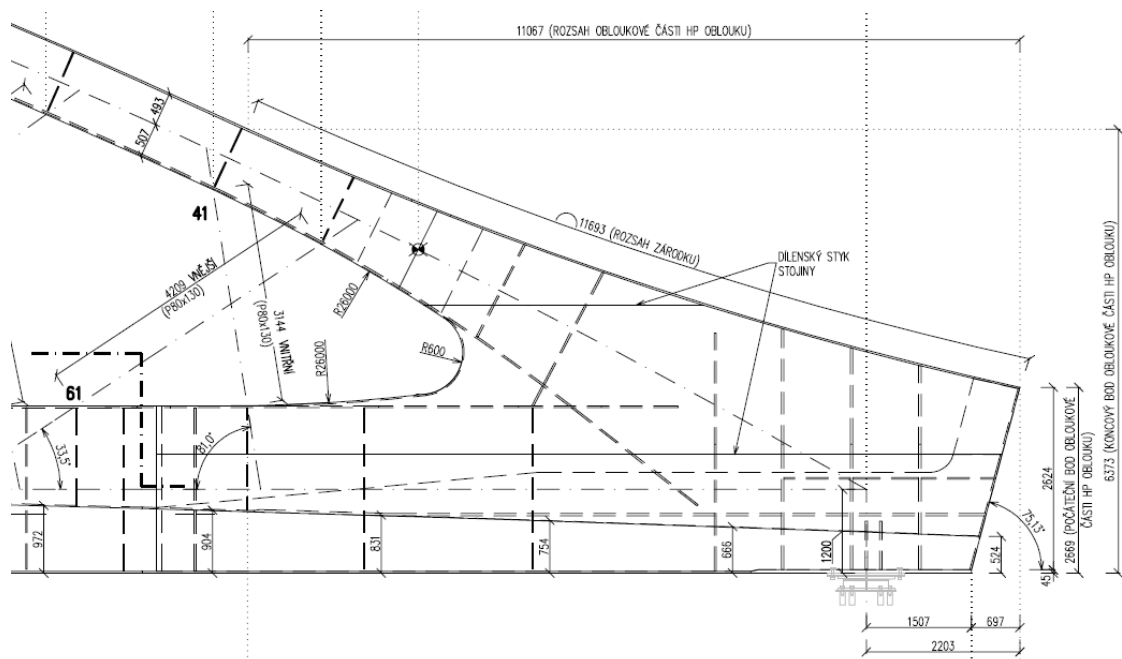 11067 (ROZSAH OBLOUKOVÉ ČÁSTI HP OBLOUKU)
493
507
41
11693 (ROZSAH ZÁRODKU)
DÍLENSKÝ STYK
STOJINY
4209 VNĚJŠÍ
(P80x130)
3144 VNITŘNÍ
(P80x130)
R26000
R26000
R600
61
33,5°
81,0°
972
904
831
754
666
1200
524
45
75,13°
2624
2669 (POČÁTEČNÍ BOD OBLOUKOVÉ
ČÁSTI HP OBLOUKU)
6373 (KONCOVÝ BOD OBLOUKOVÉ ČÁSTI HP OBLOUKU)
1507
697
2203